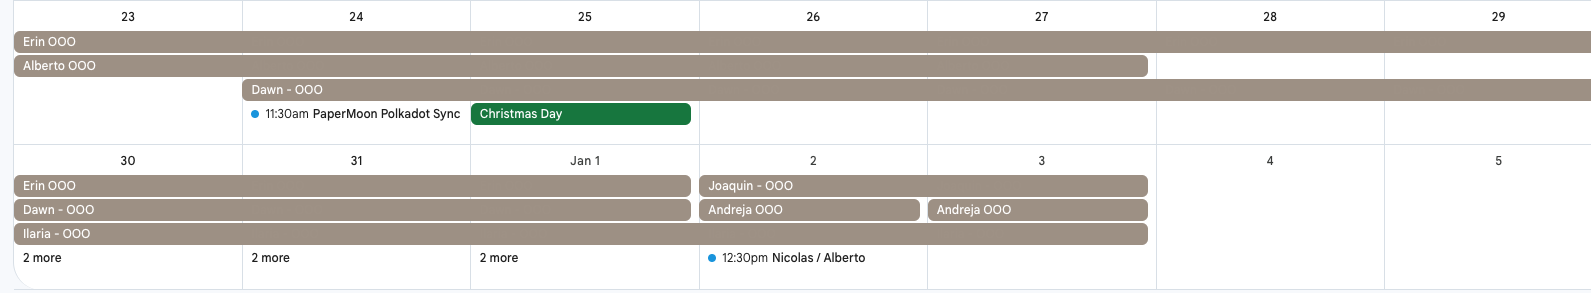 23 24 25 26 27 28 29
Erin OOO
Alberto OOO
Dawn - OOO
11:30am PaperMoon Polkadot Sync Christmas Day
30 31 Jan 1 2 3 4 5
Erin OOO Joaquin - OOO
Dawn - OOO Andreja OOO Andreja OOO
Ilaria - OOO
2 more 2 more 2 more 12:30pm Nicolas / Alberto